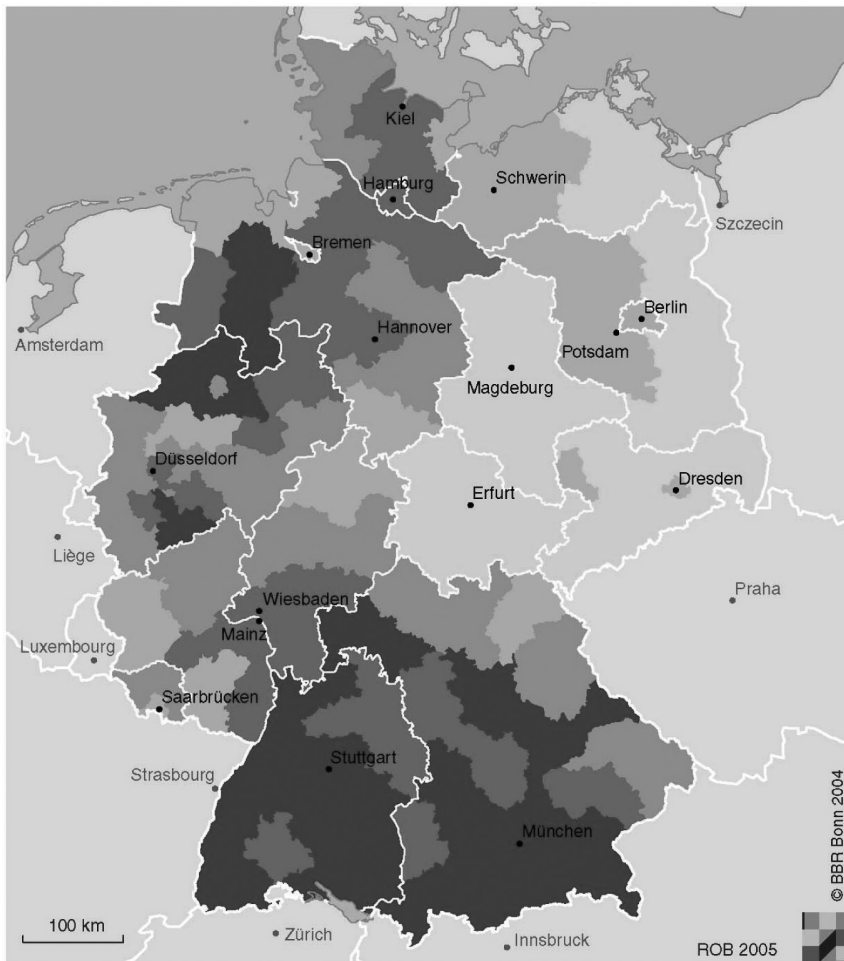 Kiel
Hamburg
Schwerin
Szczecin
Bremen
Berlin
Hannover
Amsterdam
Potsdam
Magdeburg
Düsseldorf
Dresden
Erfurt
Liège
Praha
Wiesbaden
Mainz
Luxembourg
Saarbrücken
Stuttgart
Strasbourg
München
© BBR Bonn 2004
100 km
Zürich
Innsbruck
ROB 2005